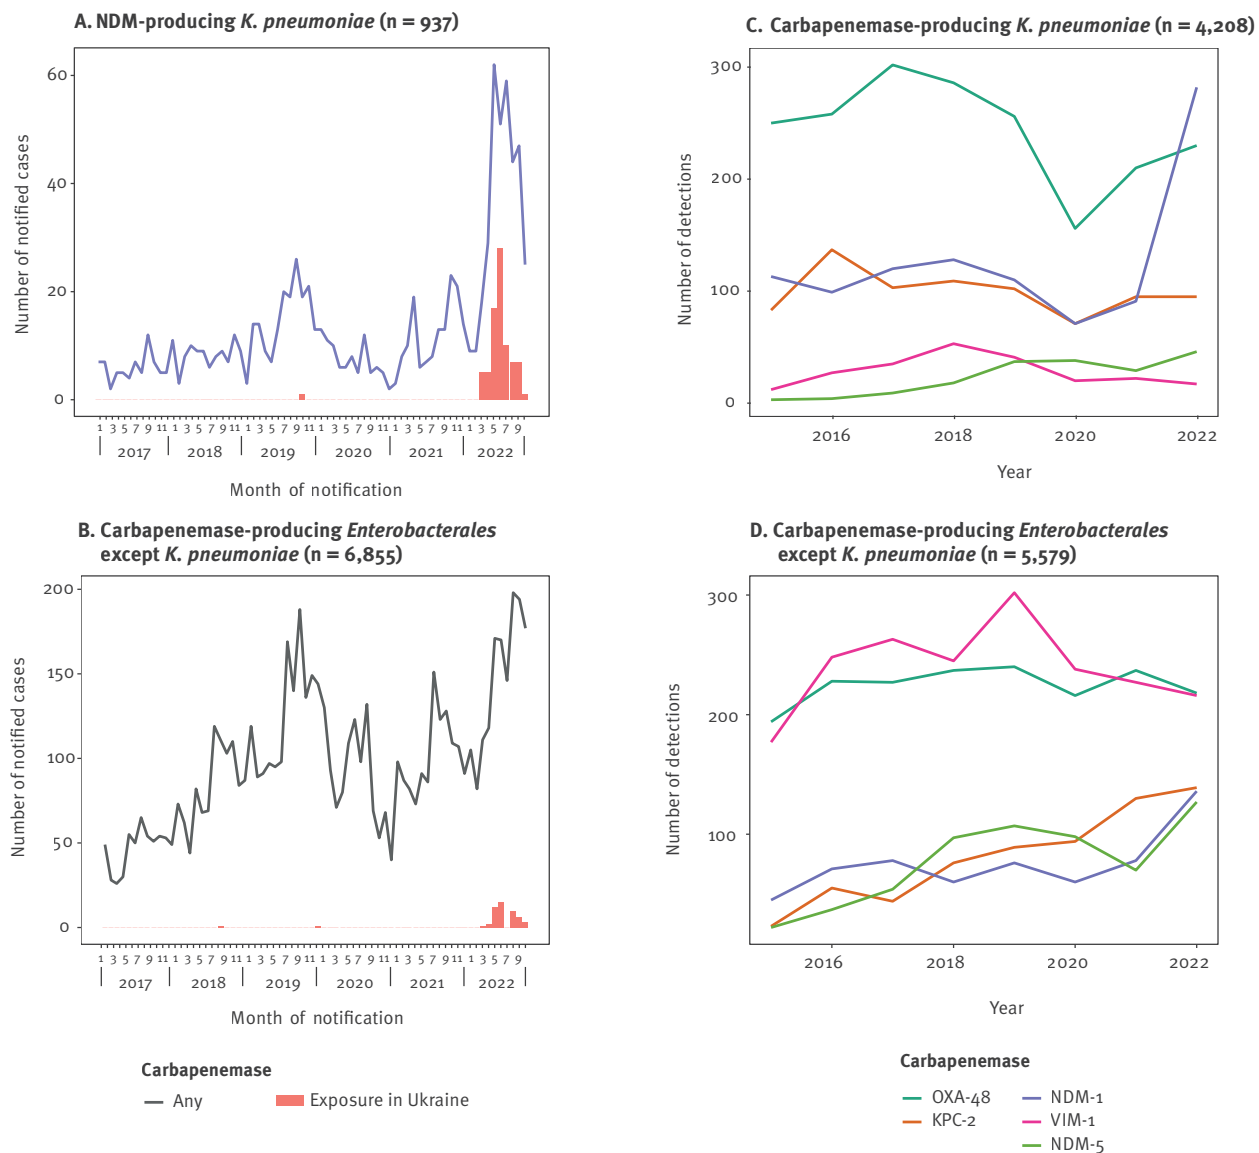 A. NDM-producing K. pneumoniae (n = 937)
Number of notified cases
60
40
20
0
1 3 5 7 9 11 1 3 5 7 9 11 1 3 5 7 9 11 1 3 5 7 9 11 1 3 5 7 9 11 1 3 5 7 9
2017 2018 2019 2020 2021 2022
Month of notification
B. Carbapenemase-producing Enterobacterales
except K. pneumoniae (n = 6,855)
Number of notified cases
200
150
100
50
0
1 3 5 7 9 11 1 3 5 7 9 11 1 3 5 7 9 11 1 3 5 7 9 11 1 3 5 7 9 11 1 3 5 7 9
2017 2018 2019 2020 2021 2022
Month of notification
Carbapenemase
Any
Exposure in Ukraine
C. Carbapenemase-producing K. pneumoniae (n = 4,208)
Number of detections
300
200
100
0
2016 2018 2020 2022
Year
D. Carbapenemase-producing Enterobacterales
except K. pneumoniae (n = 5,579)
Number of detections
300
200
100
2016 2018 2020 2022
Year
Carbapenemase
OXA-48
KPC-2
NDM-1
VIM-1
NDM-5